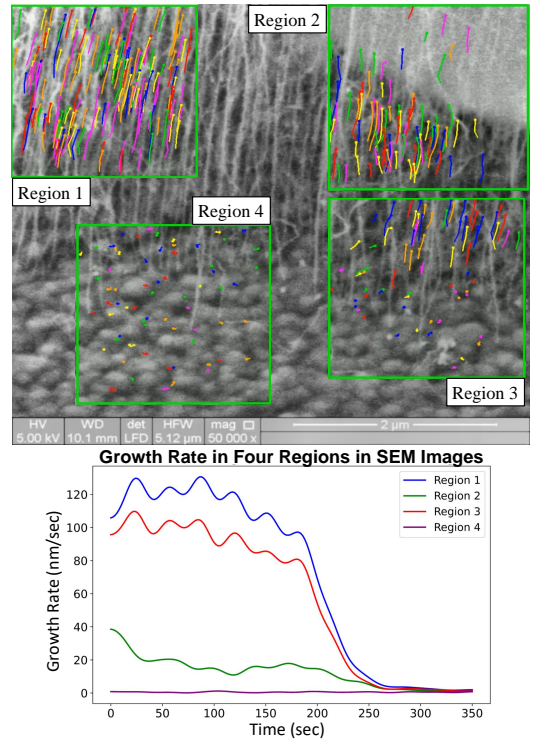 Region 2
Region 1
Region 4
Region 3
HV WD det HFW mag
5.00 kV 10.1 mm LFD 5.12 µm 50 000 x
2 µm
Growth Rate in Four Regions in SEM Images
Growth Rate (nm/sec)
120
100
80
60
40
20
0
Region 1
Region 2
Region 3
Region 4
0 50 100 150 200 250 300 350
Time (sec)